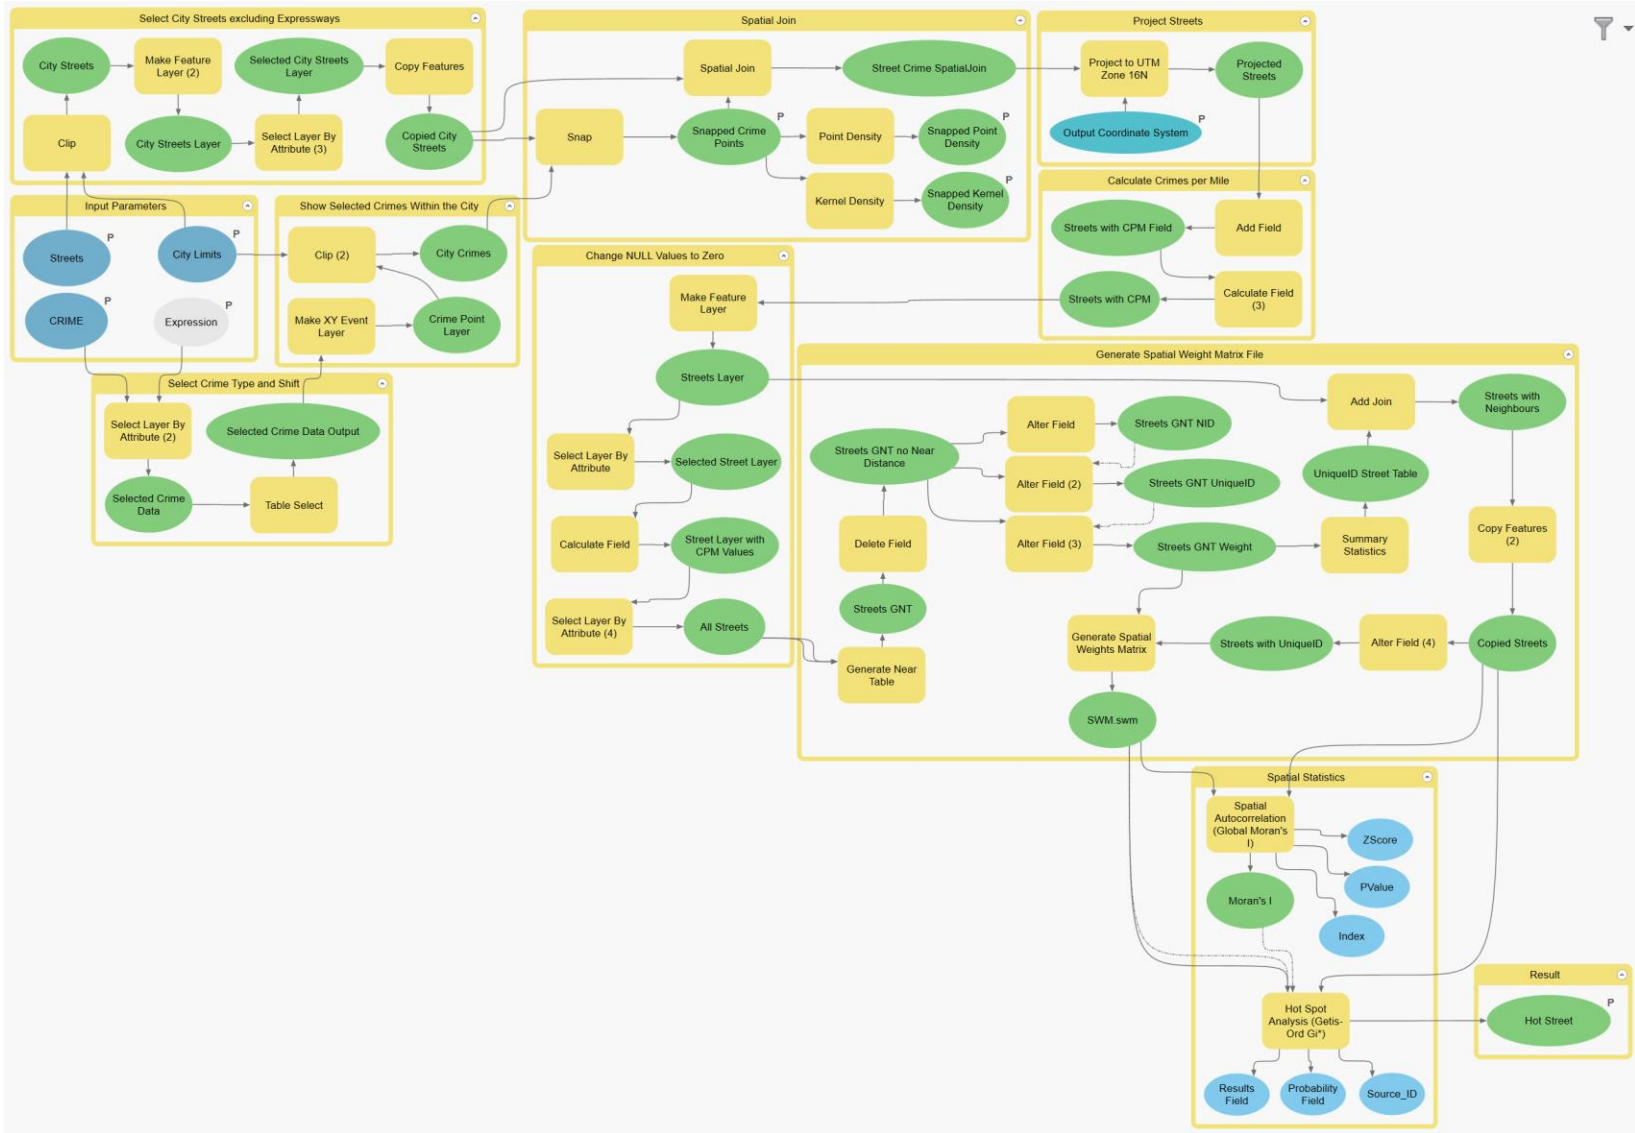 Select City Streets excluding Expressways
City Streets
Make Feature
Layer (2)
Selected City Streets
Layer
Copy Features
Clip
City Streets Layer
Select Layer By
Attribute (3)
Copied City
Streets
Spatial Join
Spatial Join
Street Crime SpatialJoin
Snap
Snapped Crime
Points
P
Point Density
Snapped Point
Density
P
Kernel Density
Snapped Kernel
Density
P
Project Streets
Project to UTM
Zone 16N
Projected
Streets
Output Coordinate System
P
Input Parameters
Streets
P
City Limits
P
CRIME
P
Expression
P
Show Selected Crimes Within the City
Clip (2)
City Crimes
Make XY Event
Layer
Crime Point
Layer
Calculate Crimes per Mile
Streets with CPM Field
Add Field
Streets with CPM
Calculate Field
(3)
Select Crime Type and Shift
Select Layer By
Attribute (2)
Selected Crime Data Output
Selected Crime
Data
Table Select
Change NULL Values to Zero
Make Feature
Layer
Streets Layer
Select Layer By
Attribute
Selected Street Layer
Calculate Field
Street Layer with
CPM Values
Select Layer By
Attribute (4)
All Streets
Generate Spatial Weight Matrix File
Add Join
Streets with
Neighbours
Alter Field
Streets GNT NID
Streets GNT no Near
Distance
Alter Field (2)
Streets GNT UniqueID
UniqueID Street Table
Delete Field
Alter Field (3)
Streets GNT Weight
Summary
Statistics
Copy Features
(2)
Streets GNT
Generate Near
Table
Generate Spatial
Weights Matrix
Streets with UniqueID
Alter Field (4)
Copied Streets
SWM.swm
Spatial Statistics
Spatial
Autocorrelation
(Global Moran's
I)
ZScore
PValue
Moran's I
Index
Hot Spot
Analysis (Getis-
Ord Gi*)
Results
Field
Probability
Field
Source_ID
Result
Hot Street
P